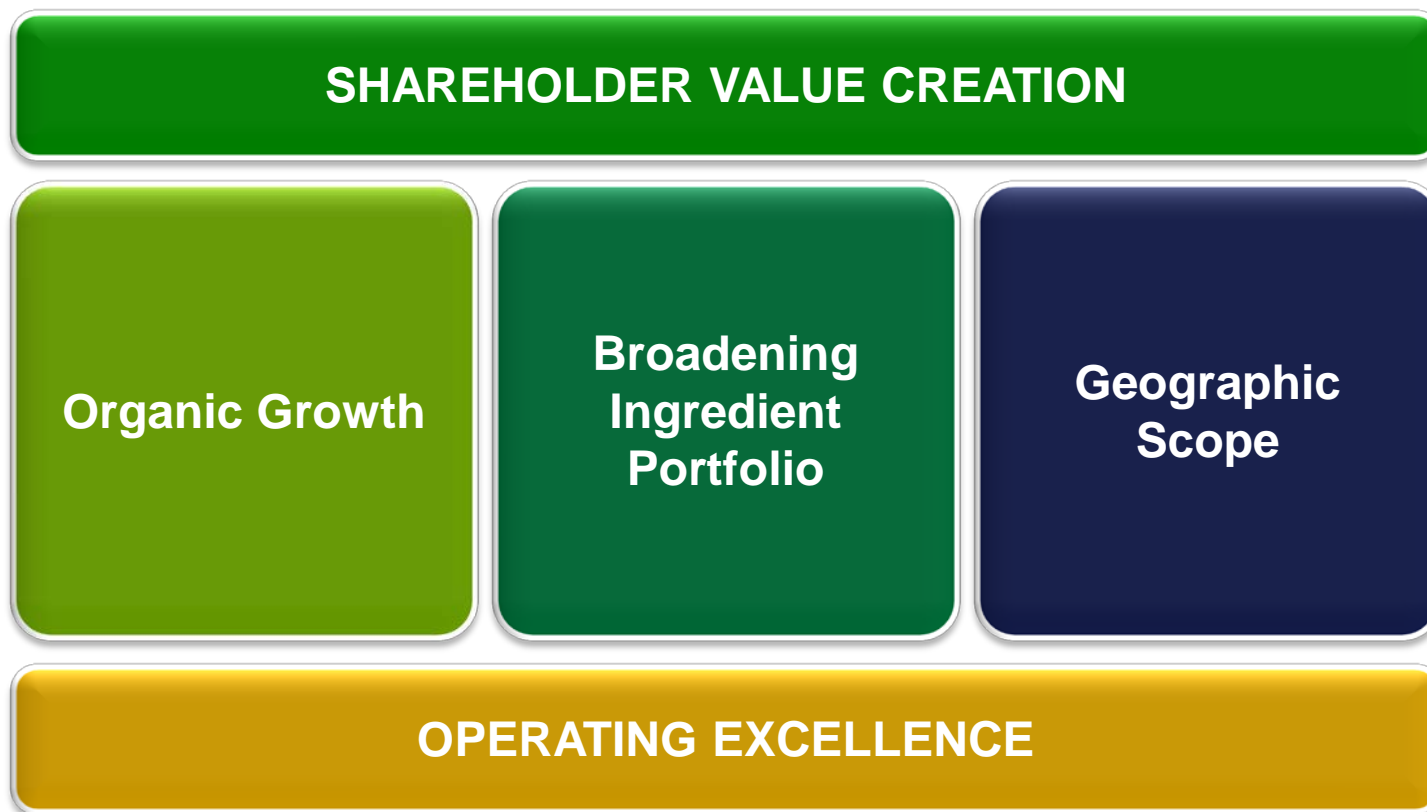 SHAREHOLDER VALUE CREATION
Organic Growth
Broadening
Ingredient
Portfolio
Geographic
Scope
OPERATING EXCELLENCE